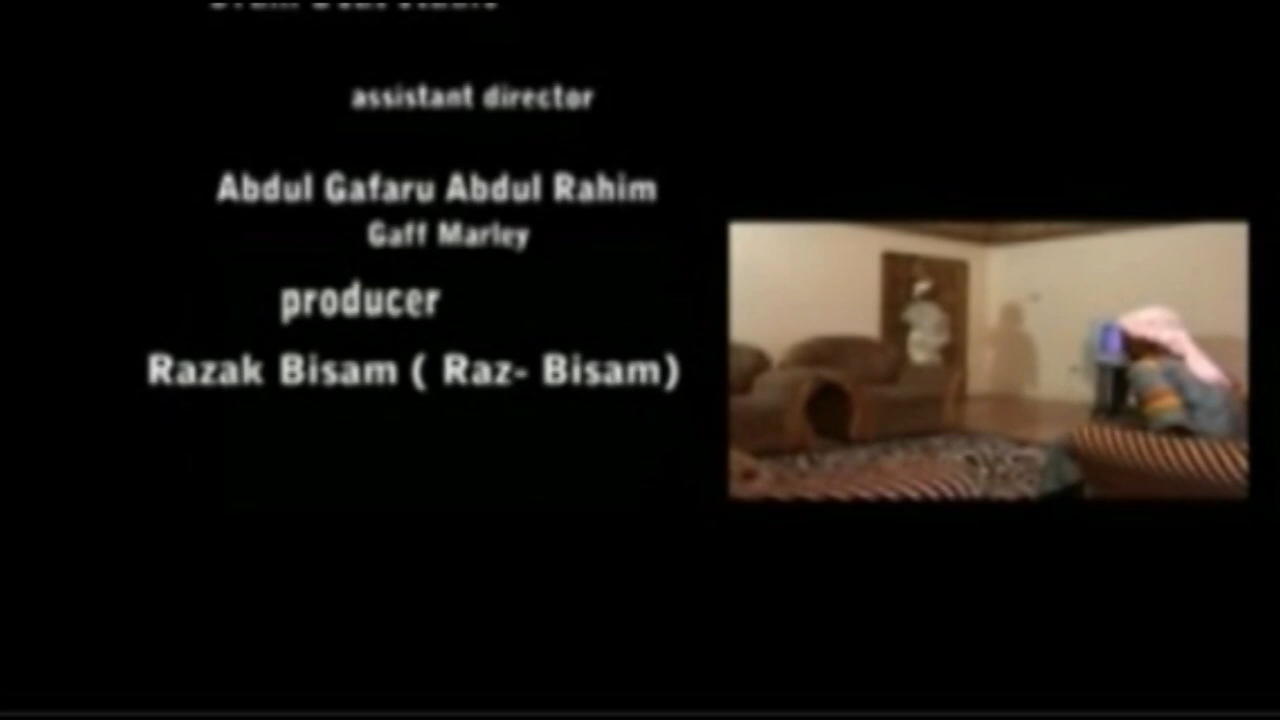 assistant director
Abdul Gafaru Abdul Rahim
Gaff Marley
producer
Razak Bisam ( Raz- Bisam)